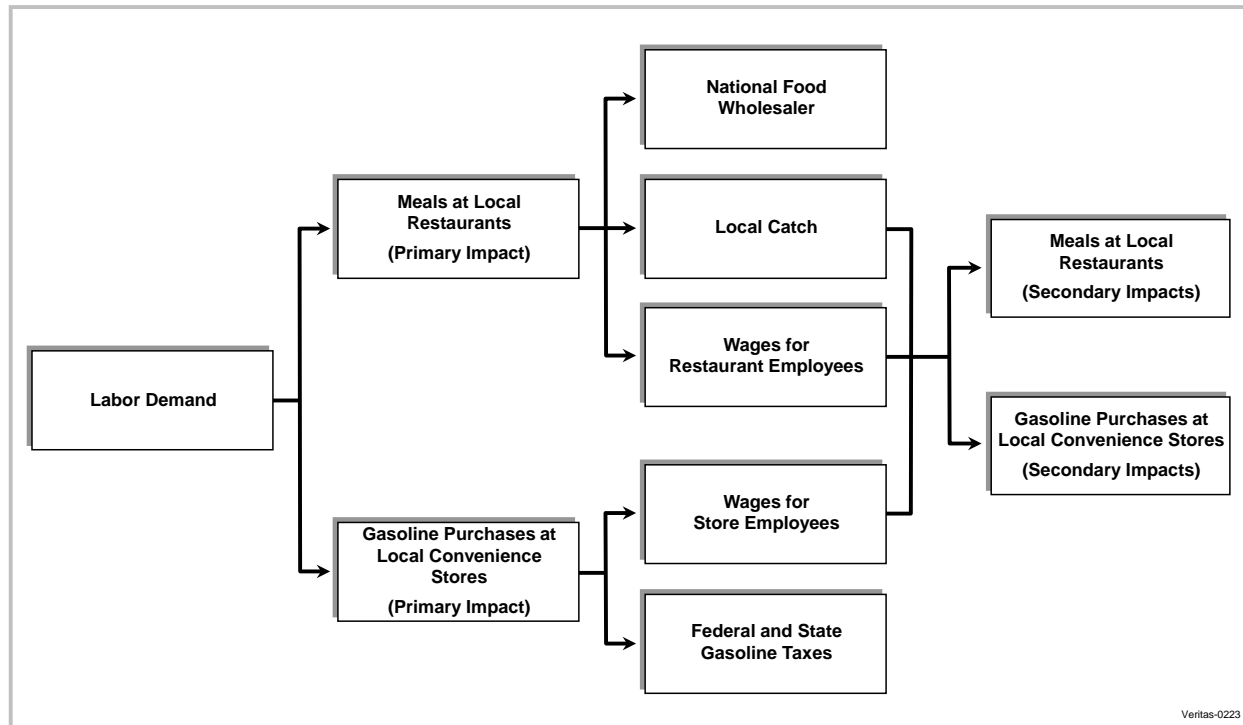 Labor Demand
Meals at Local
Restaurants
(Primary Impact)
Gasoline Purchases at
Local Convenience
Stores
(Primary Impact)
National Food
Wholesaler
Local Catch
Wages for
Restaurant Employees
Wages for
Store Employees
Federal and State
Gasoline Taxes
Meals at Local
Restaurants
(Secondary Impacts)
Gasoline Purchases at
Local Convenience Stores
(Secondary Impacts)
Veritas-0223